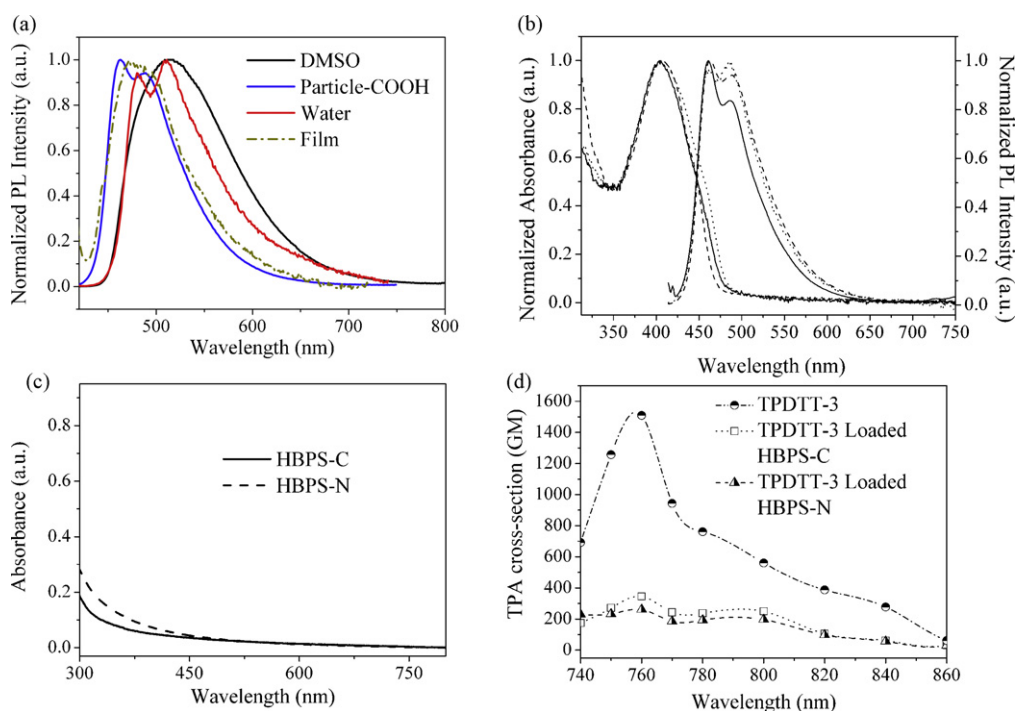 (a)
Normalized PL Intensity (a.u.)
1.0
0.8
0.6
0.4
0.2
0.0
DMSO
Particle-COOH
Water
Film
500
600
700
800
Wavelength (nm)
(b)
Normalized Absorbance (a.u.)
1.0
0.8
0.6
0.4
0.2
0.0
1.0
0.8
0.6
0.4
0.2
0.0
Normalized PL Intensity (a.u.)
350
400
450
500
550
600
650
700
750
Wavelength (nm)
(c)
Absorbance (a.u.)
0.8
0.6
0.4
0.2
0.0
HBPS-C
HBPS-N
300
450
600
750
Wavelength (nm)
(d)
TPA cross-section (GM)
1600
1400
1200
1000
800
600
400
200
0
TPDTT-3
TPDTT-3 Loaded
HBPS-C
TPDTT-3 Loaded
HBPS-N
740
760
780
800
820
840
860
Wavelength (nm)